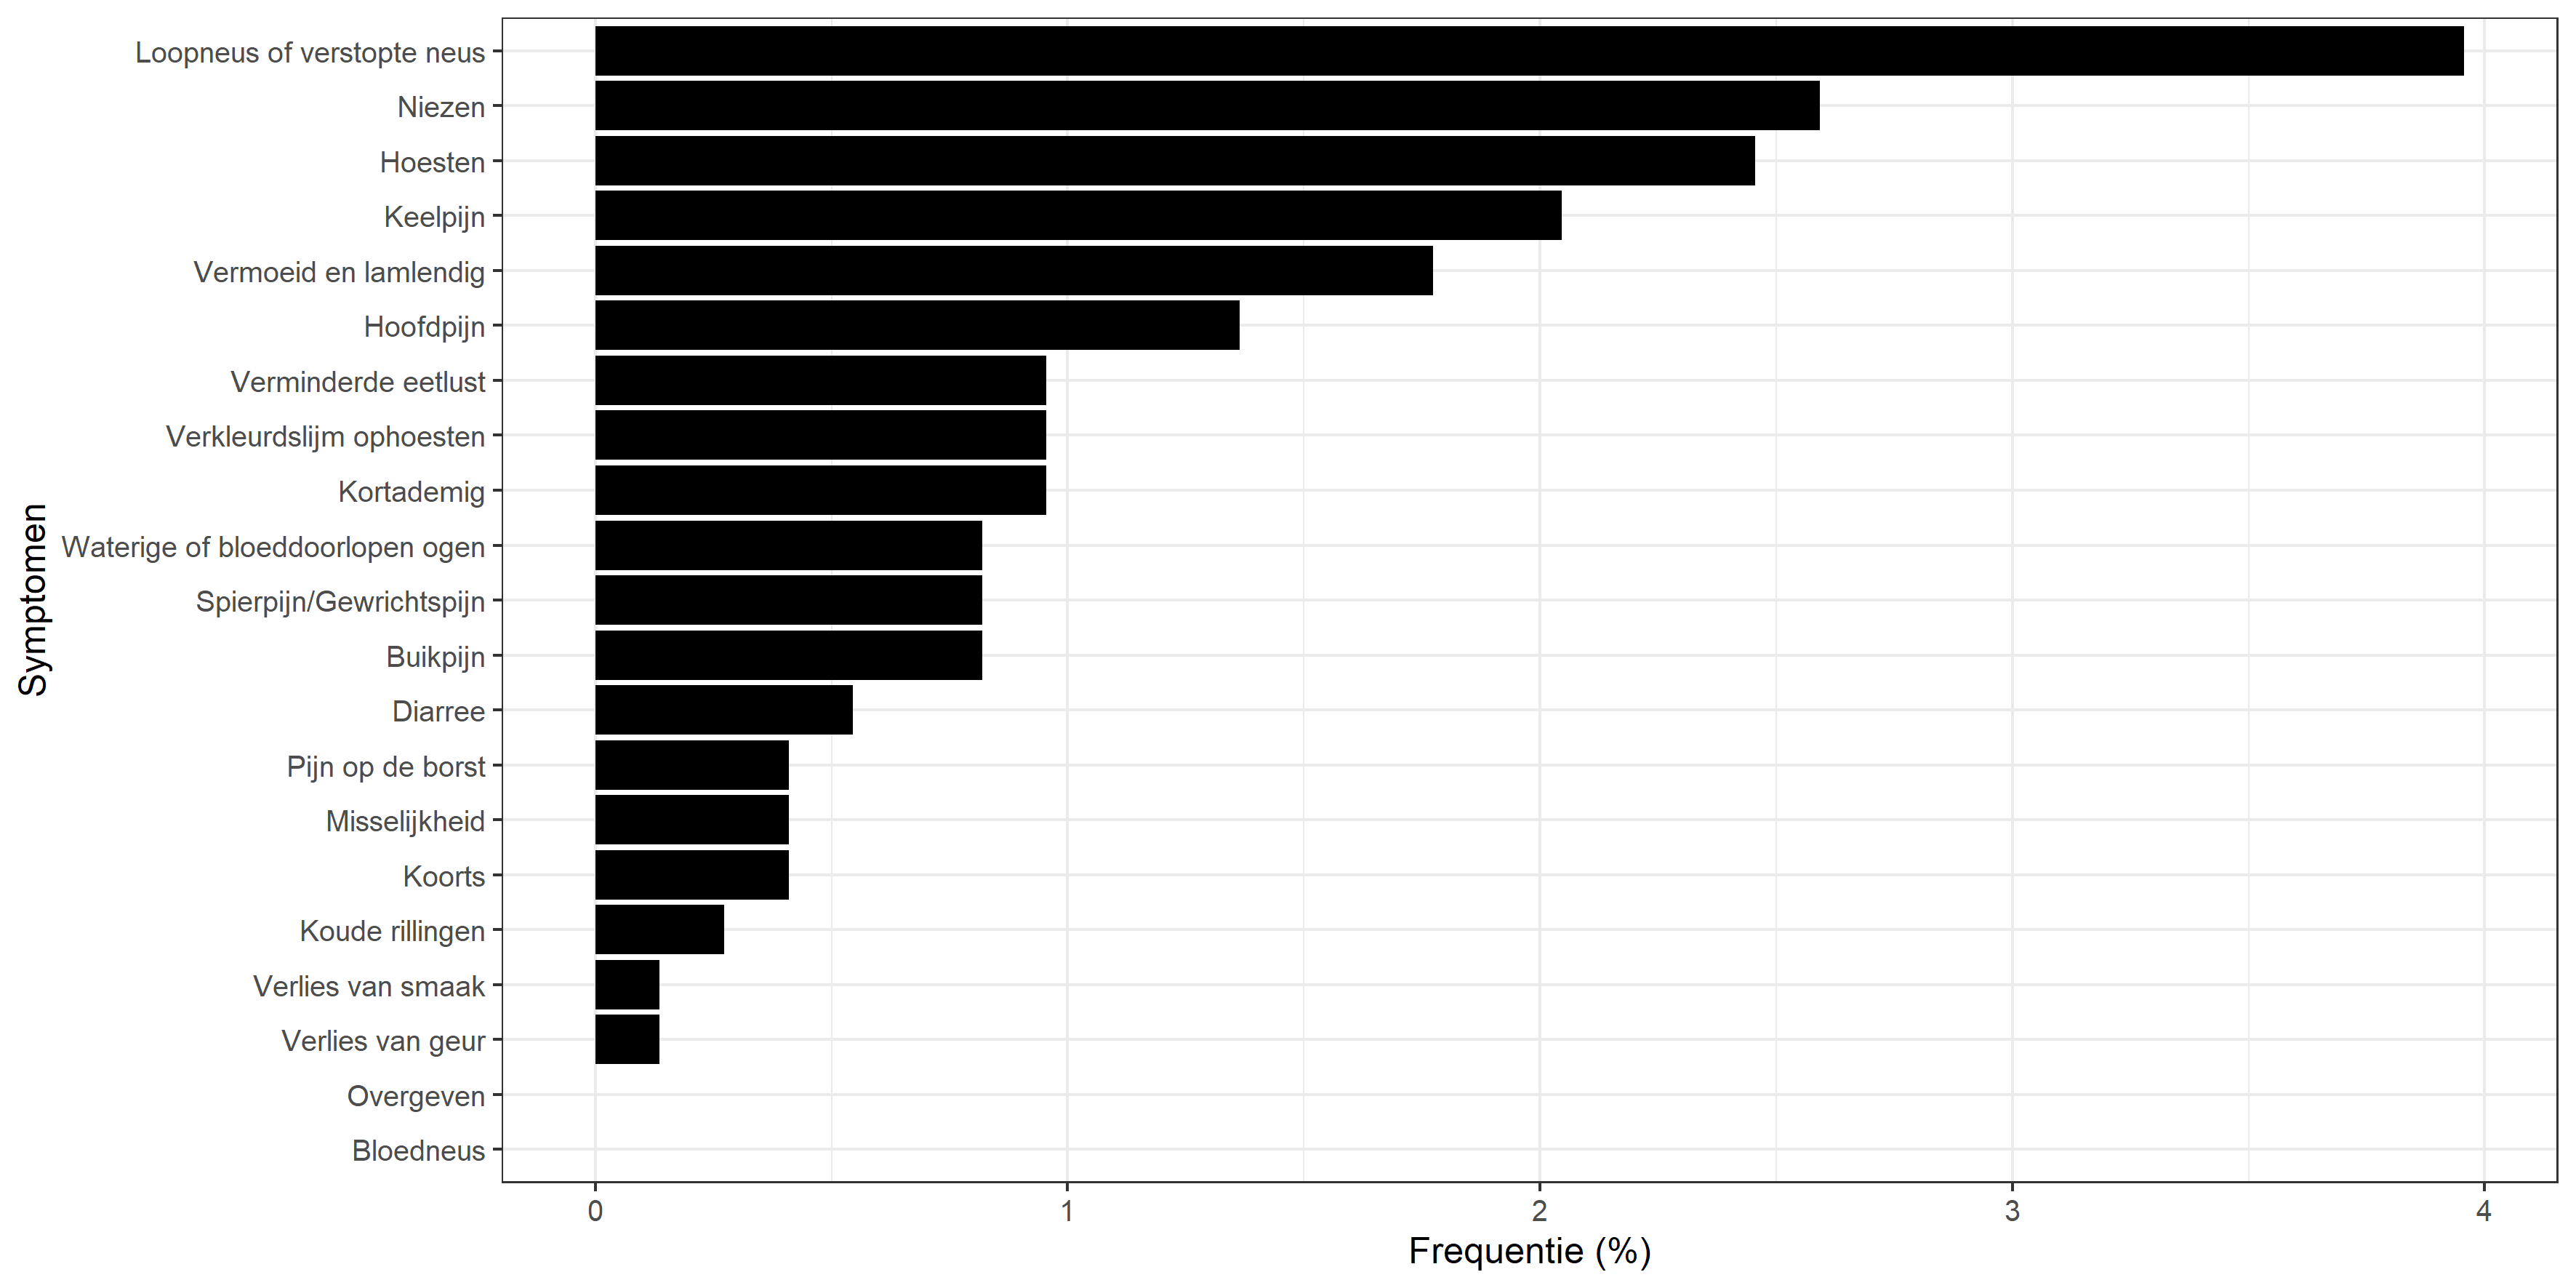 Loopneus of verstopte neus
Niezen
Hoesten
Keelpijn
Vermoeid en lamlendig
Hoofdpijn
Verminderde eetlust
Verkleurdslijm ophoesten
Kortademig
Waterige of bloeddoorlopen ogen
Spierpijn/Gewrichtspijn
Buikpijn
Diarree
Pijn op de borst
Misselijkheid
Koorts
Koude rillingen
Verlies van smaak
Verlies van geur
Overgeven
Bloedneus
Symptomen
0 1 2 3 4
Frequentie (%)